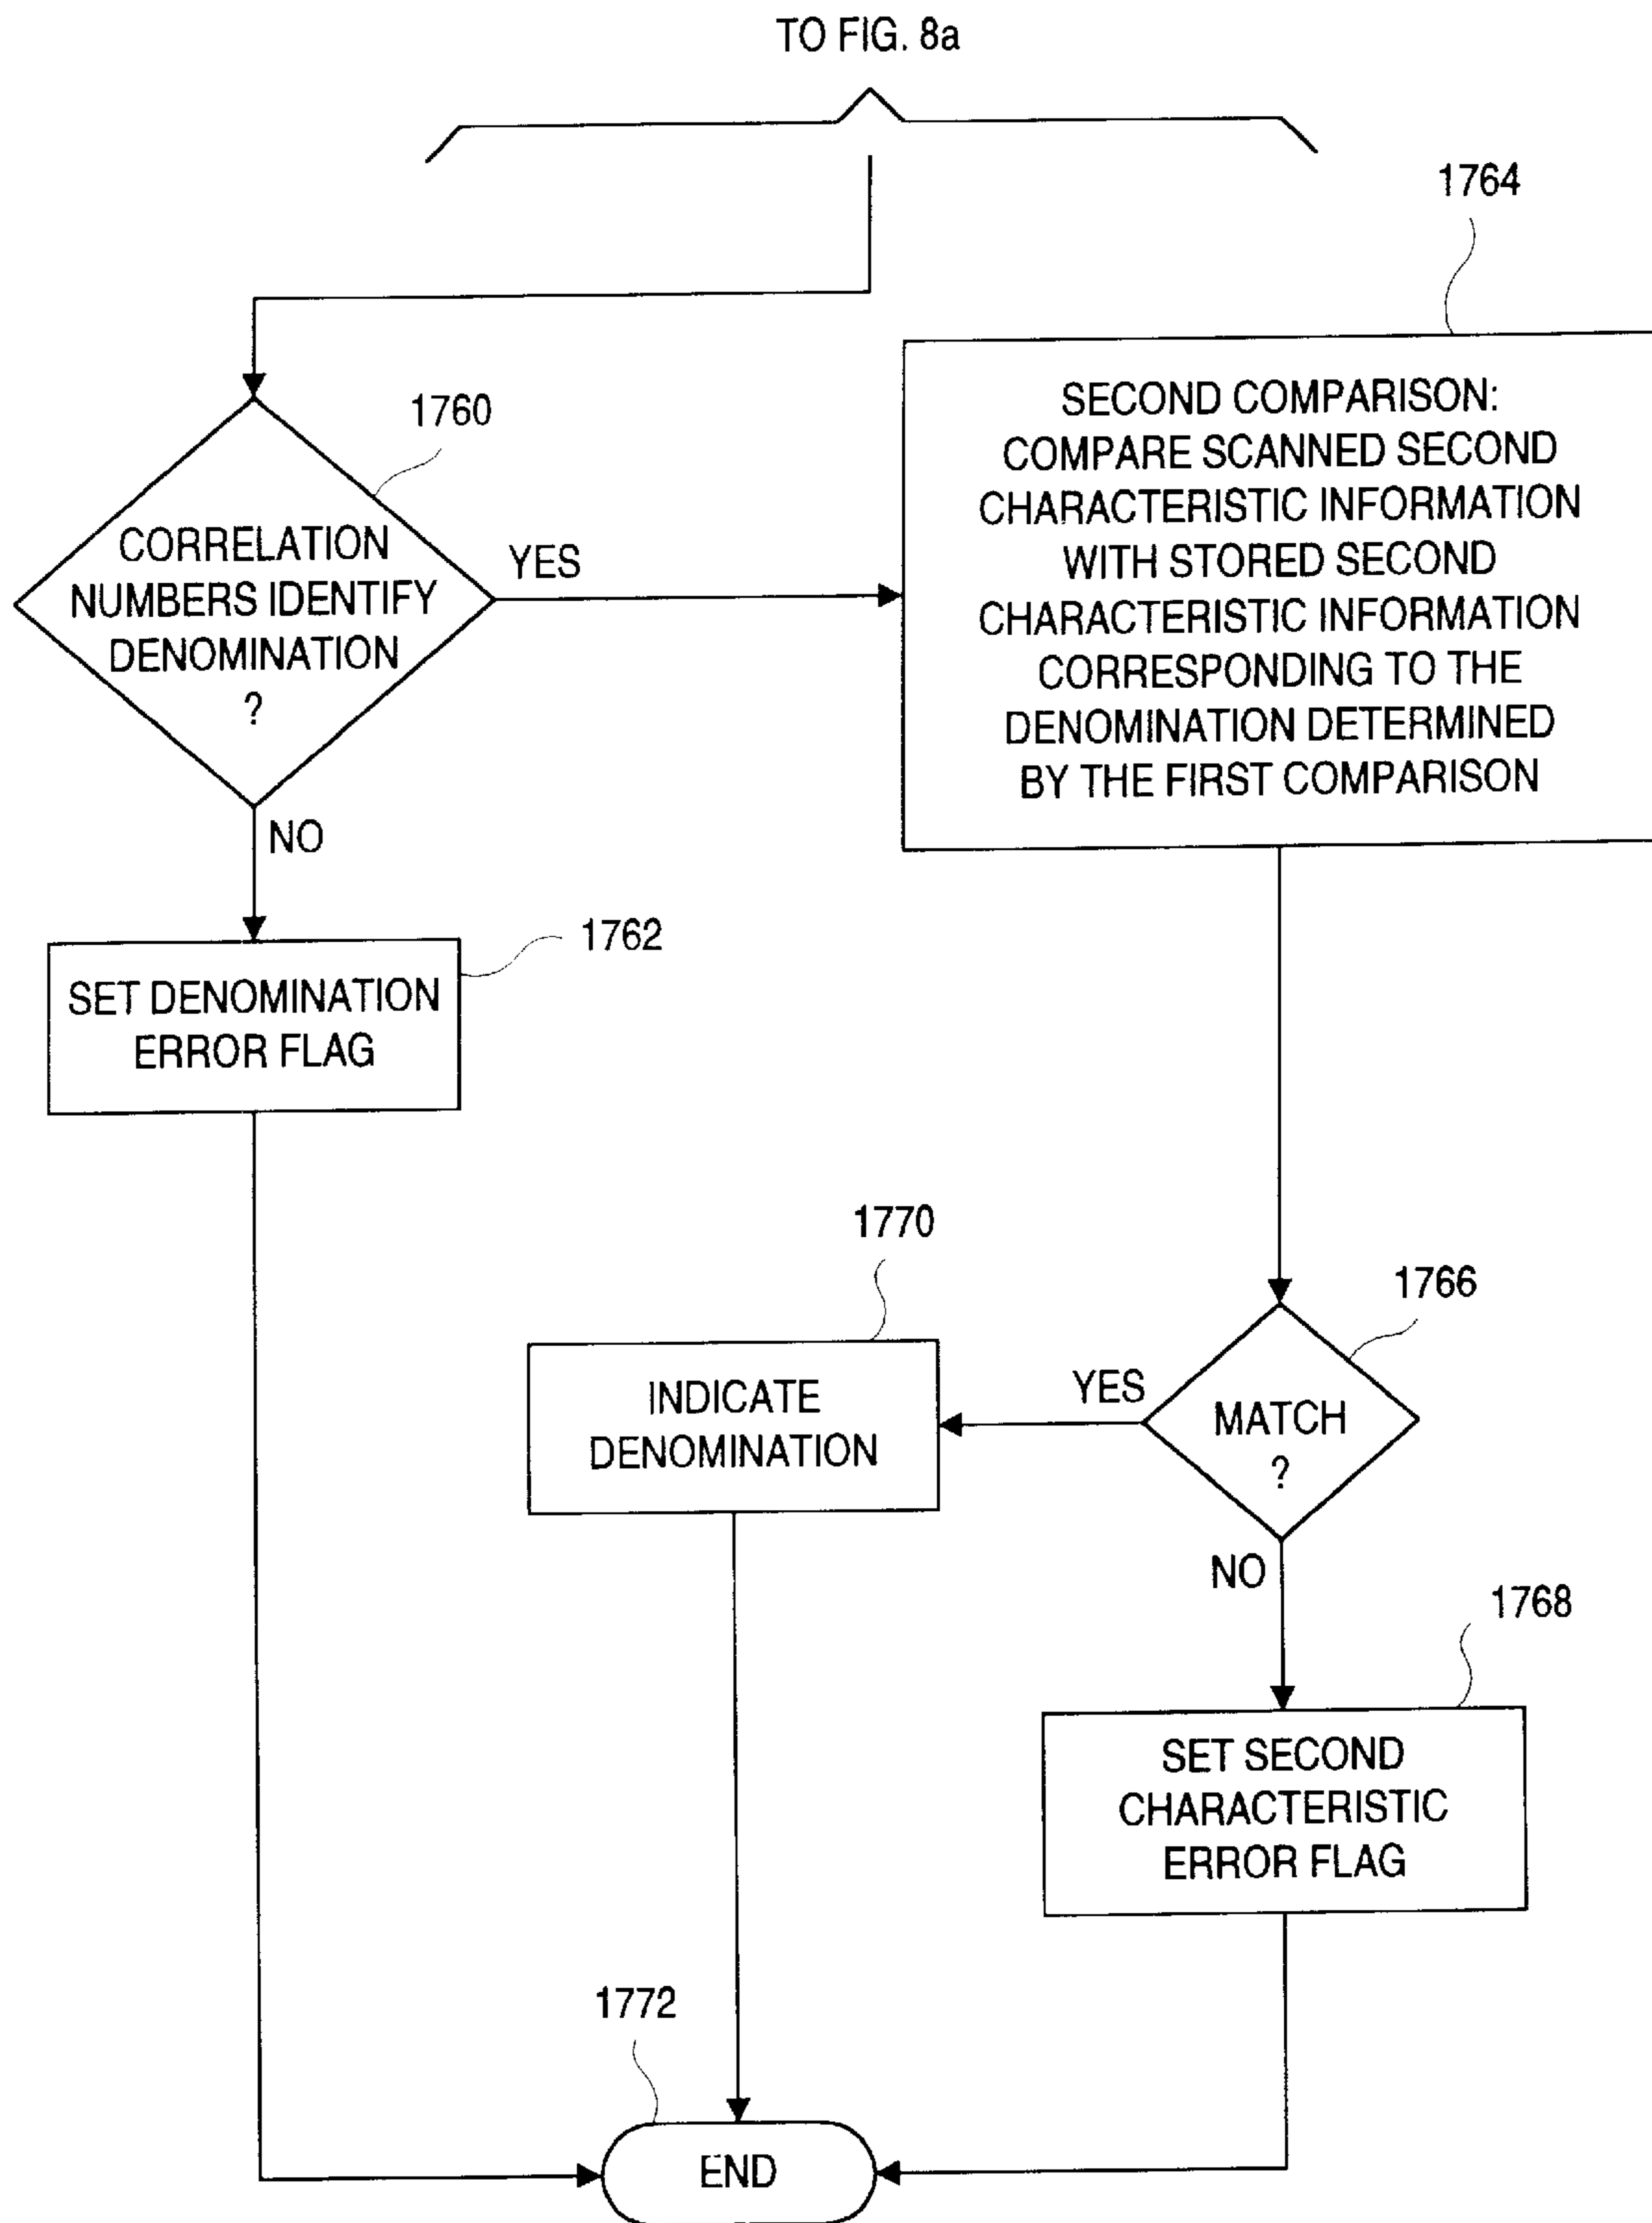 TO FIG. 8a
1764
1760
SECOND COMPARISON:
COMPARE SCANNED SECOND
CHARACTERISTIC INFORMATION
WITH STORED SECOND
CHARACTERISTIC INFORMATION
CORRESPONDING TO THE
DENOMINATION DETERMINED
BY THE FIRST COMPARISON
CORRELATION
NUMBERS IDENTIFY
DENOMINATION
?
YES
NO
1762
SET DENOMINATION
ERROR FLAG
1770
1766
INDICATE
DENOMINATION
YES
MATCH
?
NO
1768
SET SECOND
CHARACTERISTIC
ERROR FLAG
1772
END